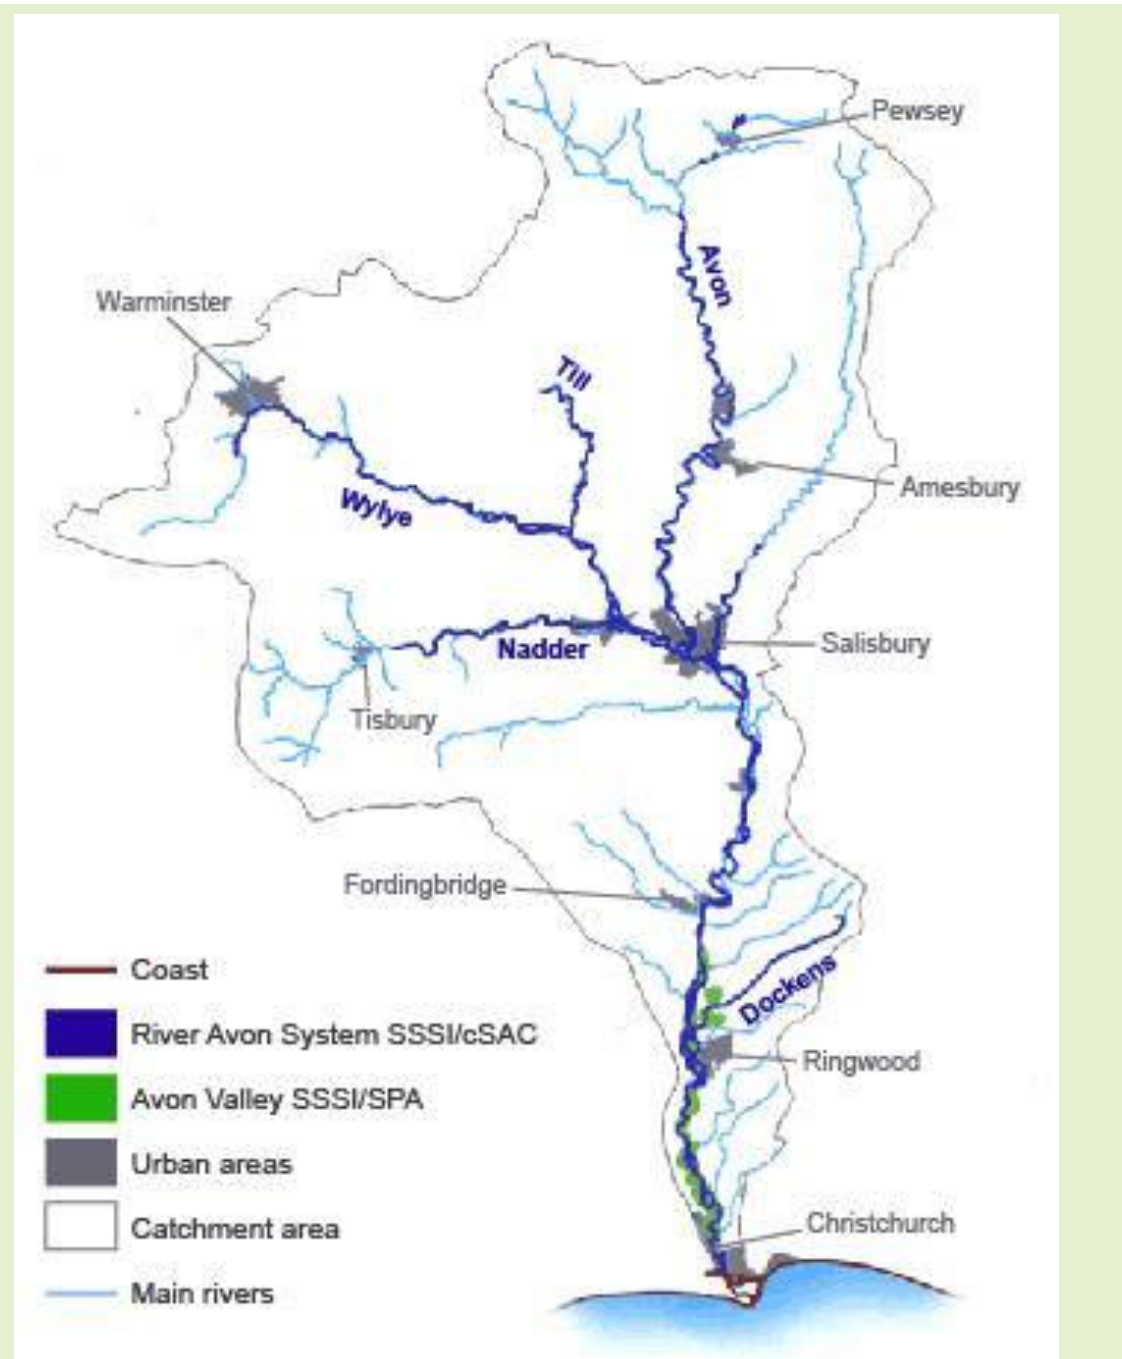 Pewsey
Avon
Warminster
Till
Amesbury
Wylye
Salisbury
Nadder
Tisbury
Fordingbridge
Dockens
Coast
River Avon System SSSI/cSAC
Ringwood
Avon Valley SSSI/SPA
Urban areas
Christchurch
Catchment area
Main rivers